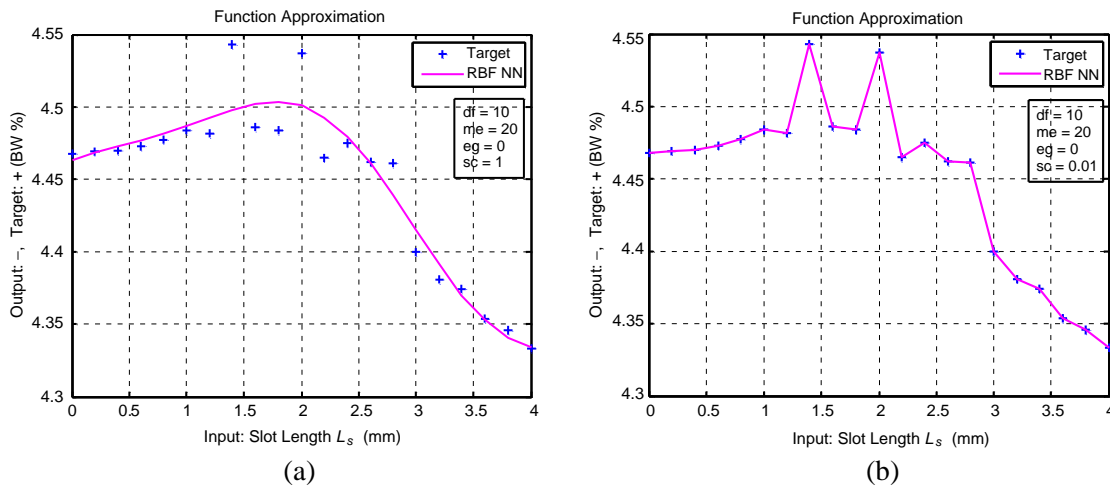 Function Approximation
4.55
4.5
4.45
4.4
4.35
4.3
Output: –, Target: + (BW %)
Target
RBF NN
df = 10
me = 20
eg = 0
sc = 1
0 0.5 1 1.5 2 2.5 3 3.5 4
Input: Slot Length Ls (mm)
(a)
Function Approximation
4.55
4.5
4.45
4.4
4.35
4.3
Output: –, Target: + (BW %)
Target
RBF NN
df = 10
me = 20
eg = 0
sc = 0.01
0 0.5 1 1.5 2 2.5 3 3.5 4
Input: Slot Length Ls (mm)
(b)